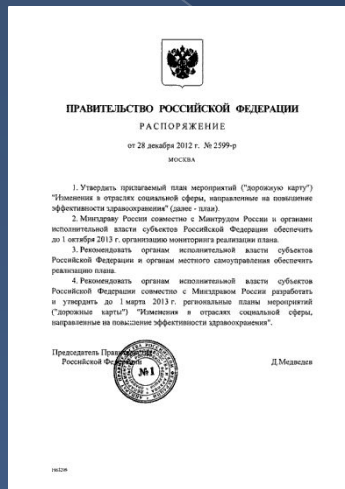 ПРАВИТЕЛЬСТВО РОССИЙСКОЙ ФЕДЕРАЦИИ
РАСПОРЯЖЕНИЕ
от 28 декабря 2012 г. № 2599-р
МОСКВА
1. Утвердить прилагаемый план мероприятий ("дорожную карту")
"Изменения в отраслях социальной сферы, направленные на повышение
эффективности здравоохранения" (далее - план).
2. Минздраву России совместно с Минтрудом России и органами
исполнительной власти субъектов Российской Федерации обеспечить
до 1 октября 2013 г. организацию мониторинга реализации плана.
3. Рекомендовать органам исполнительной власти субъектов
Российской Федерации и органам местного самоуправления обеспечить
реализацию плана.
4. Рекомендовать органам исполнительной власти субъектов
Российской Федерации совместно с Минздравом России разработать
и утвердить до 1 марта 2013 г. региональные планы мероприятий
("дорожные карты") "Изменения в отраслях социальной сферы,
направленные на повышение эффективности здравоохранения".
Председатель
Российской
Д.Медведев
№1